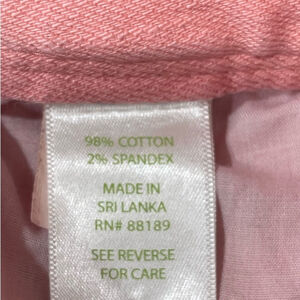 98% COTTON
2% SPANDEX
MADE IN
SRI LANKA
RN# 88189
SEE REVERSE
FOR CARE